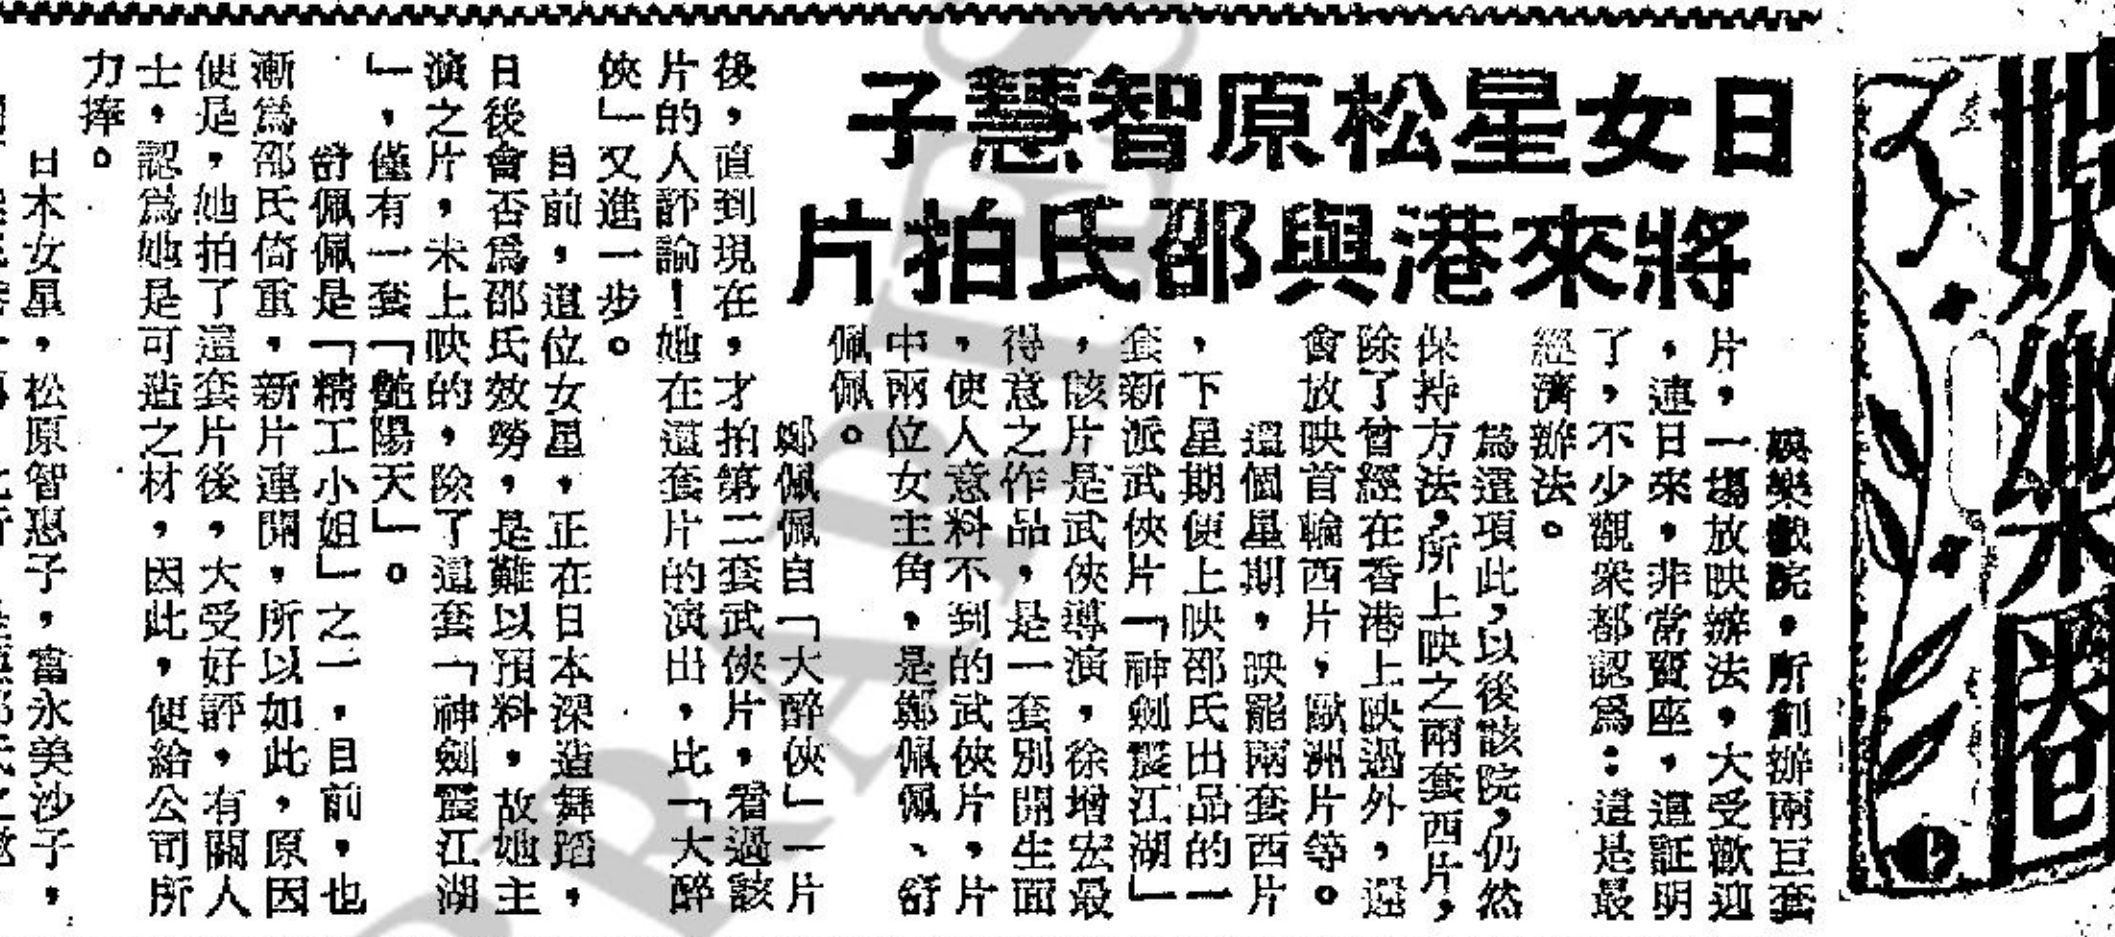 娛樂圈
日女星松原智慧子
將來港與邵氏拍片
娛樂戲院，所創辦兩巨套
片，一場放映辦法，大受歡迎
，連日來，非常賣座，這証明
了，不少觀衆都認爲：這是最
經濟辦法。
爲這項此，以後該院，仍然
保持方法，所上映之兩套西片，
除了曾經在香港上映過外，還
會放映首輪西片，歐洲片等。
這個星期，映罷兩套西片
，下星期便上映邵氏出品的一
套新派武俠片「神劍震江湖」
，該片是武俠導演，徐增宏最
得意之作品，是一套別開生面
，使人意料不到的武俠片，片
中兩位女主角，是鄭佩佩、舒
佩佩。
鄭佩佩自「大醉俠」一片
後，直到現在，才拍第二套武俠片，看過該
片的人評論！她在這套片的演出，比「大醉
俠」又進一步。
目前，這位女星，正在日本深造舞蹈，
日後會否爲邵氏效勞，是難以預料，故她主
演之片，未上映的，除了這套「神劍震江湖
」，僅有一套「艷陽天」。
舒佩佩是「精工小姐」之一，目前，也
漸爲邵氏倚重，新片連開，所以如此，原因
便是，她拍了這套片後，大受好評，有關人
士，認爲她是可造之材，因此，便給公司所
力捧。
日本女星，松原智惠子，富永美沙子，